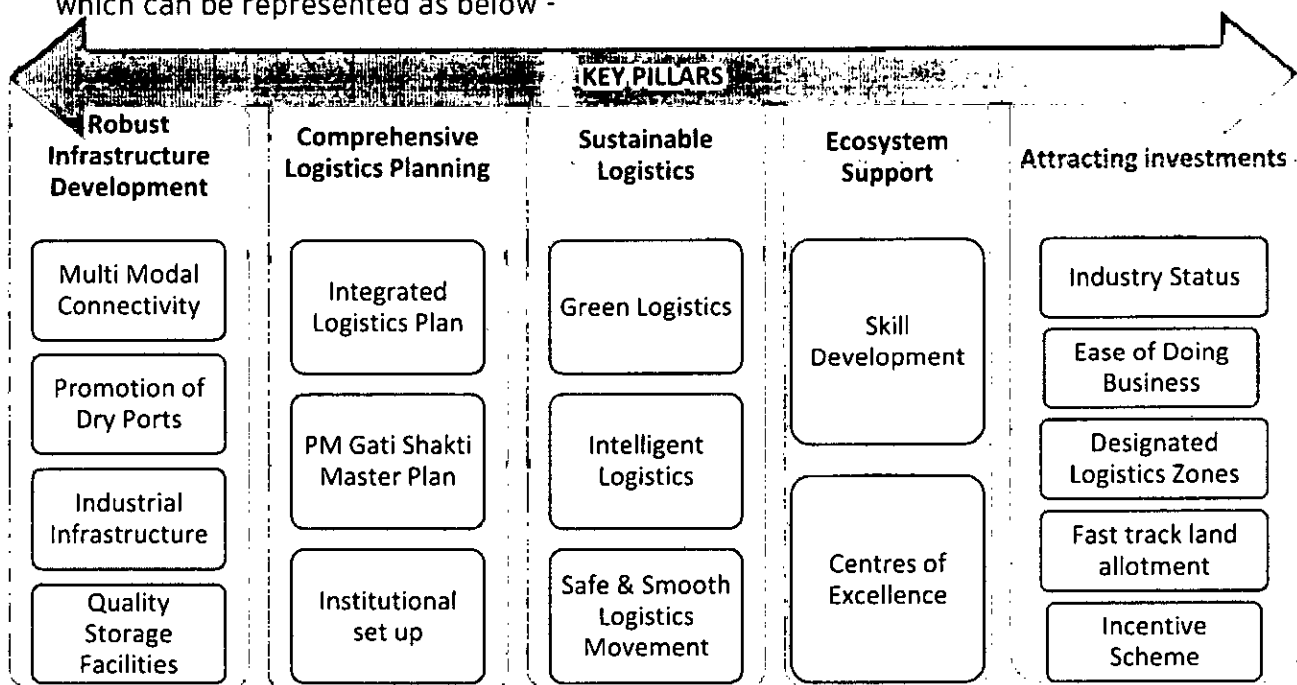 which can be represented as below -
KEY PILLARS
Robust
Infrastructure
Development
Multi Modal
Connectivity
Promotion of
Dry Ports
Industrial
Infrastructure
Quality
Storage
Facilities
Comprehensive
Logistics Planning
Integrated
Logistics Plan
PM Gati Shakti
Master Plan
Institutional
set up
Sustainable
Logistics
Green Logistics
Intelligent
Logistics
Safe & Smooth
Logistics
Movement
Ecosystem
Support
Skill
Development
Centres of
Excellence
Attracting investments
Industry Status
Ease of Doing
Business
Designated
Logistics Zones
Fast track land
allotment
Incentive
Scheme